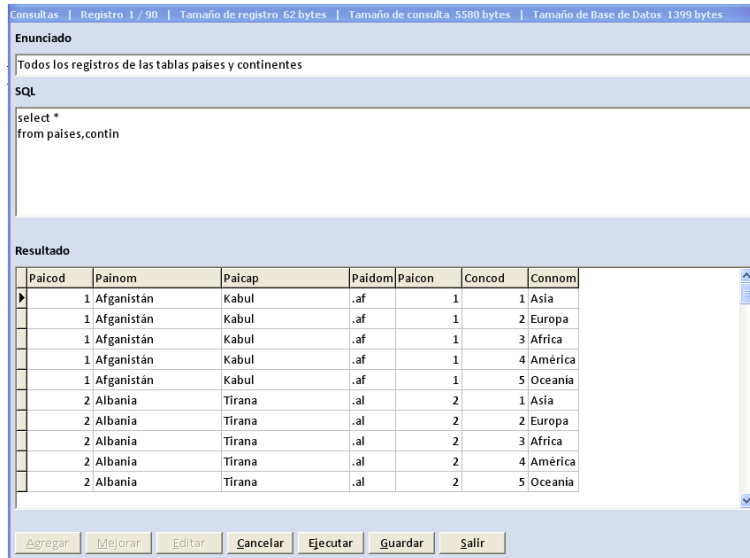 Consultas | Registro 1 / 90 | Tamaño de registro 62 bytes | Tamaño de consulta 5580 bytes | Tamaño de Base de Datos 1399 bytes
Enunciado
Todos los registros de las tablas países y continentes
SQL
select *
from paises,contin
Resultado
Paicod Painom Paicap Paidom Paicon Concod Connom
1 Afganistán Kabul .af 1 1 Asia
1 Afganistán Kabul .af 1 2 Europa
1 Afganistán Kabul .af 1 3 Africa
1 Afganistán Kabul .af 1 4 América
1 Afganistán Kabul .af 1 5 Oceanía
2 Albania Tirana .al 2 1 Asia
2 Albania Tirana .al 2 2 Europa
2 Albania Tirana .al 2 3 Africa
2 Albania Tirana .al 2 4 América
2 Albania Tirana .al 2 5 Oceanía
Agregar Mejorar Editar Cancelar Ejecutar Guardar Salir